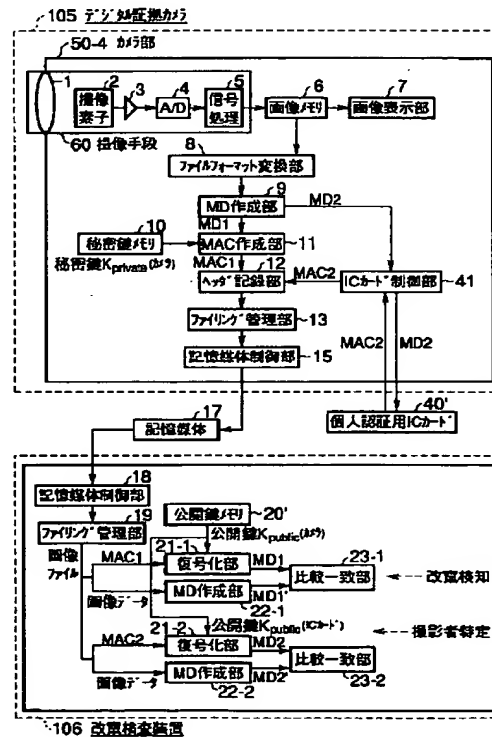 105 デジタル証拠カメラ
50-4 カメラ部
1
2
3
4
5
6
7
撮像素子
A/D
信号処理
画像メモリ
画像表示部
60 撮像手段
8
ファイルフォーマット変換部
9
MD作成部
MD2
10
MD1
秘密鍵メモリ
MAC作成部
11
秘密鍵Kprivate(カメラ)
MAC1
12
MAC2
ヘッダ記録部
ICカード制御部
41
ファイリング管理部
13
MAC2
MD2
記憶媒体制御部
15
17
記憶媒体
40'
個人認証用ICカード
18
記憶媒体制御部
19
ファイリング管理部
公開鍵メモリ
20'
公開鍵Kpublic(カメラ)
画像ファイル
MAC1
21-1
復号化部
MD1
23-1
比較一致部
改竄検知
画像データ
MD作成部
MD1'
22-1
公開鍵Kpublic(ICカード)
撮影者特定
MAC2
21-2
復号化部
MD2
比較一致部
画像データ
MD作成部
MD2'
23-2
22-2
106 改竄検査装置